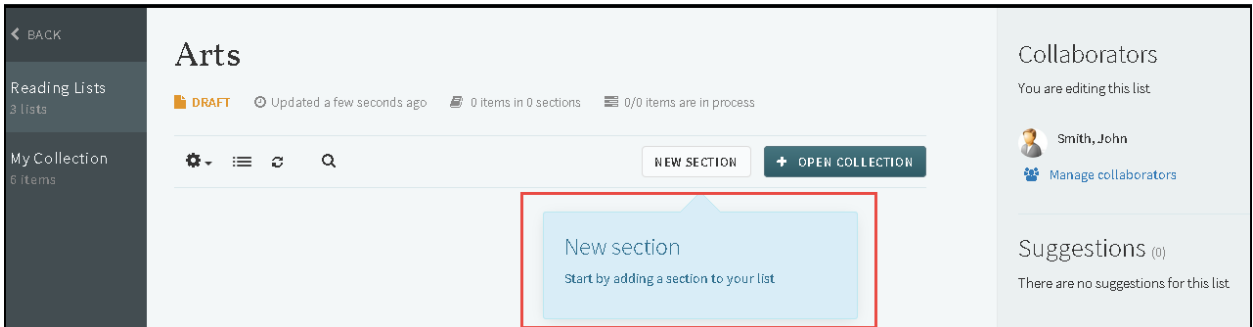 BACK
Reading Lists
3 lists
My Collection
6 items
Arts
DRAFT Updated a few seconds ago 0 items in 0 sections 0/0 items are in process
NEW SECTION + OPEN COLLECTION
New section
Start by adding a section to your list
Collaborators
You are editing this list
Smith, John
Manage collaborators
Suggestions (0)
There are no suggestions for this list